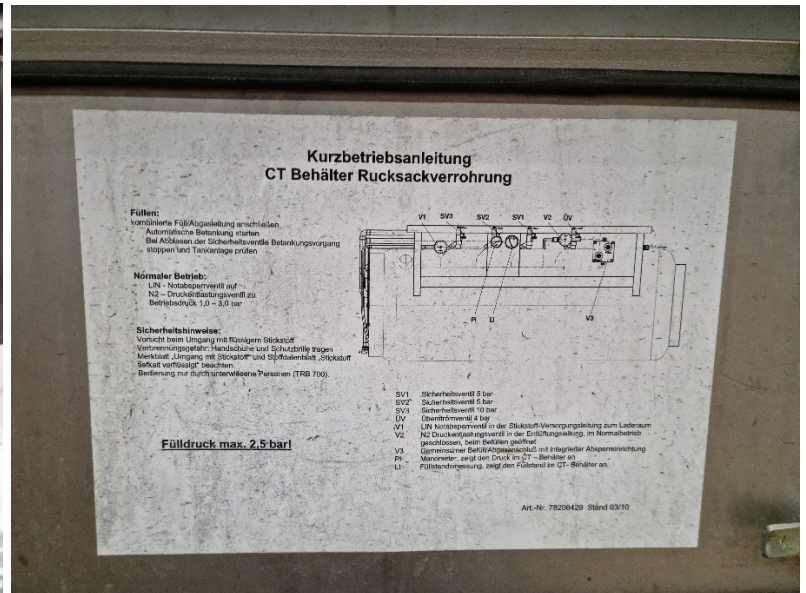 Kurzbetriebsanleitung
CT Behälter Rucksackverrohrung
Füllen:
kombinierte Füll/Abgasleitung anschließen
Automatische Betankung starten
Bei Abblasen der Sicherheitsventile Betankungsvorgang
stoppen und Tankanlage prüfen
Normaler Betrieb:
LIN - Notabsperrventil auf
N2 – Druckentlastungsventil zu
Betriebsdruck 1,0 – 3,0 bar
Sicherheitshinweise:
Vorsicht beim Umgang mit flüssigem Stickstoff
Verbrennungsgefahr: Handschuhe und Schutzbrille tragen
Merkblatt „Umgang mit Stickstoff“ und Stoffdatenblatt „Stickstoff
tiefkalt verflüssigt“ beachten.
Bedienung nur durch unterwiesene Personen (TRB 700).
Fülldruck max. 2,5 bar!
V1 SV3 SV2 SV1 V2 ÜV
PI LI V3
SV1 Sicherheitsventil 5 bar
SV2 Sicherheitsventil 5 bar
SV3 Sicherheitsventil 10 bar
ÜV Überströmventil 4 bar
V1 LIN Notabsperrventil in der Stickstoff-Versorgungsleitung zum Laderaum
V2 N2 Druckentlastungsventil in der Entlüftungsleitung, im Normalbetrieb
geschlossen, beim Befüllen geöffnet
V3 Gemeinsamer Befüll/Abgasanschluß mit integrierter Absperreinrichtung
PI Manometer, zeigt den Druck im CT – Behälter an
LI Füllstandsmessung, zeigt den Füllstand im CT- Behälter an.
Art.-Nr. 78206429 Stand 03/10